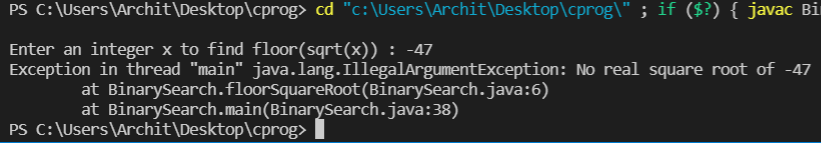 PS C:\Users\Archit\Desktop\cprog> cd "c:\Users\Archit\Desktop\cprog\" ; if ($?) { javac Bi
Enter an integer x to find floor(sqrt(x)) : -47
Exception in thread "main" java.lang.IllegalArgumentException: No real square root of -47
        at BinarySearch.floorSquareRoot(BinarySearch.java:6)
        at BinarySearch.main(BinarySearch.java:38)
PS C:\Users\Archit\Desktop\cprog>